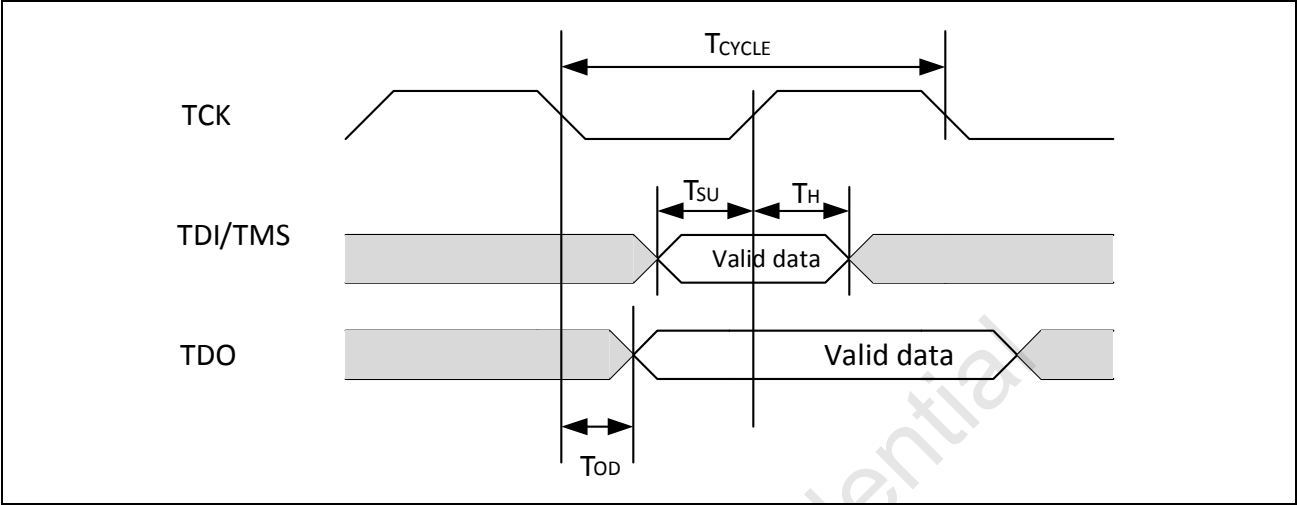 TCYCLE
TCK
TSU
TH
TDI/TMS
Valid data
TDO
Valid data
TOD